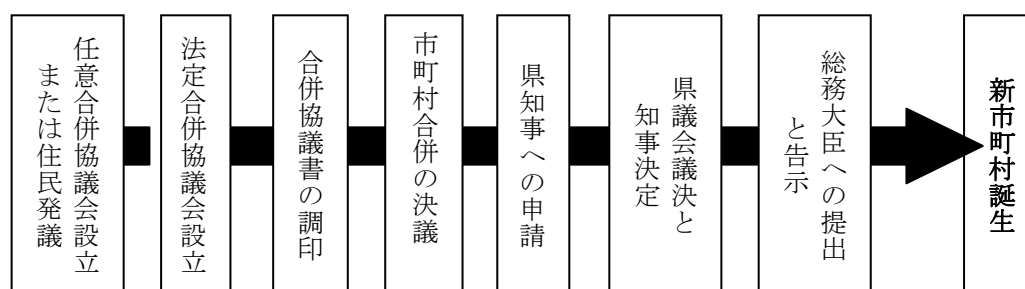 任意合併協議会設立
または住民発議
法定合併協議会設立
合併協議書の調印
市町村合併の決議
県知事への申請
県議会議決と
知事決定
総務大臣への提出
と告示
新市町村誕生